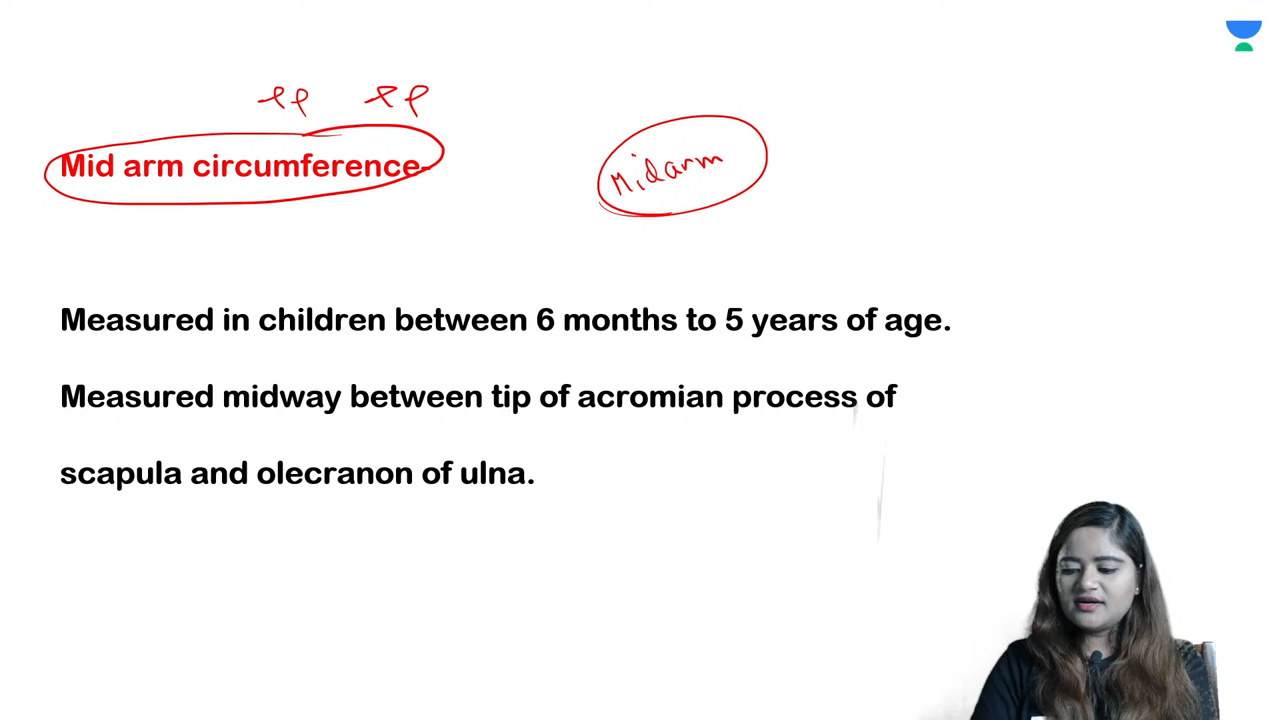 Mid arm circumference-
Midarm
Measured in children between 6 months to 5 years of age.
Measured midway between tip of acromian process of
scapula and olecranon of ulna.